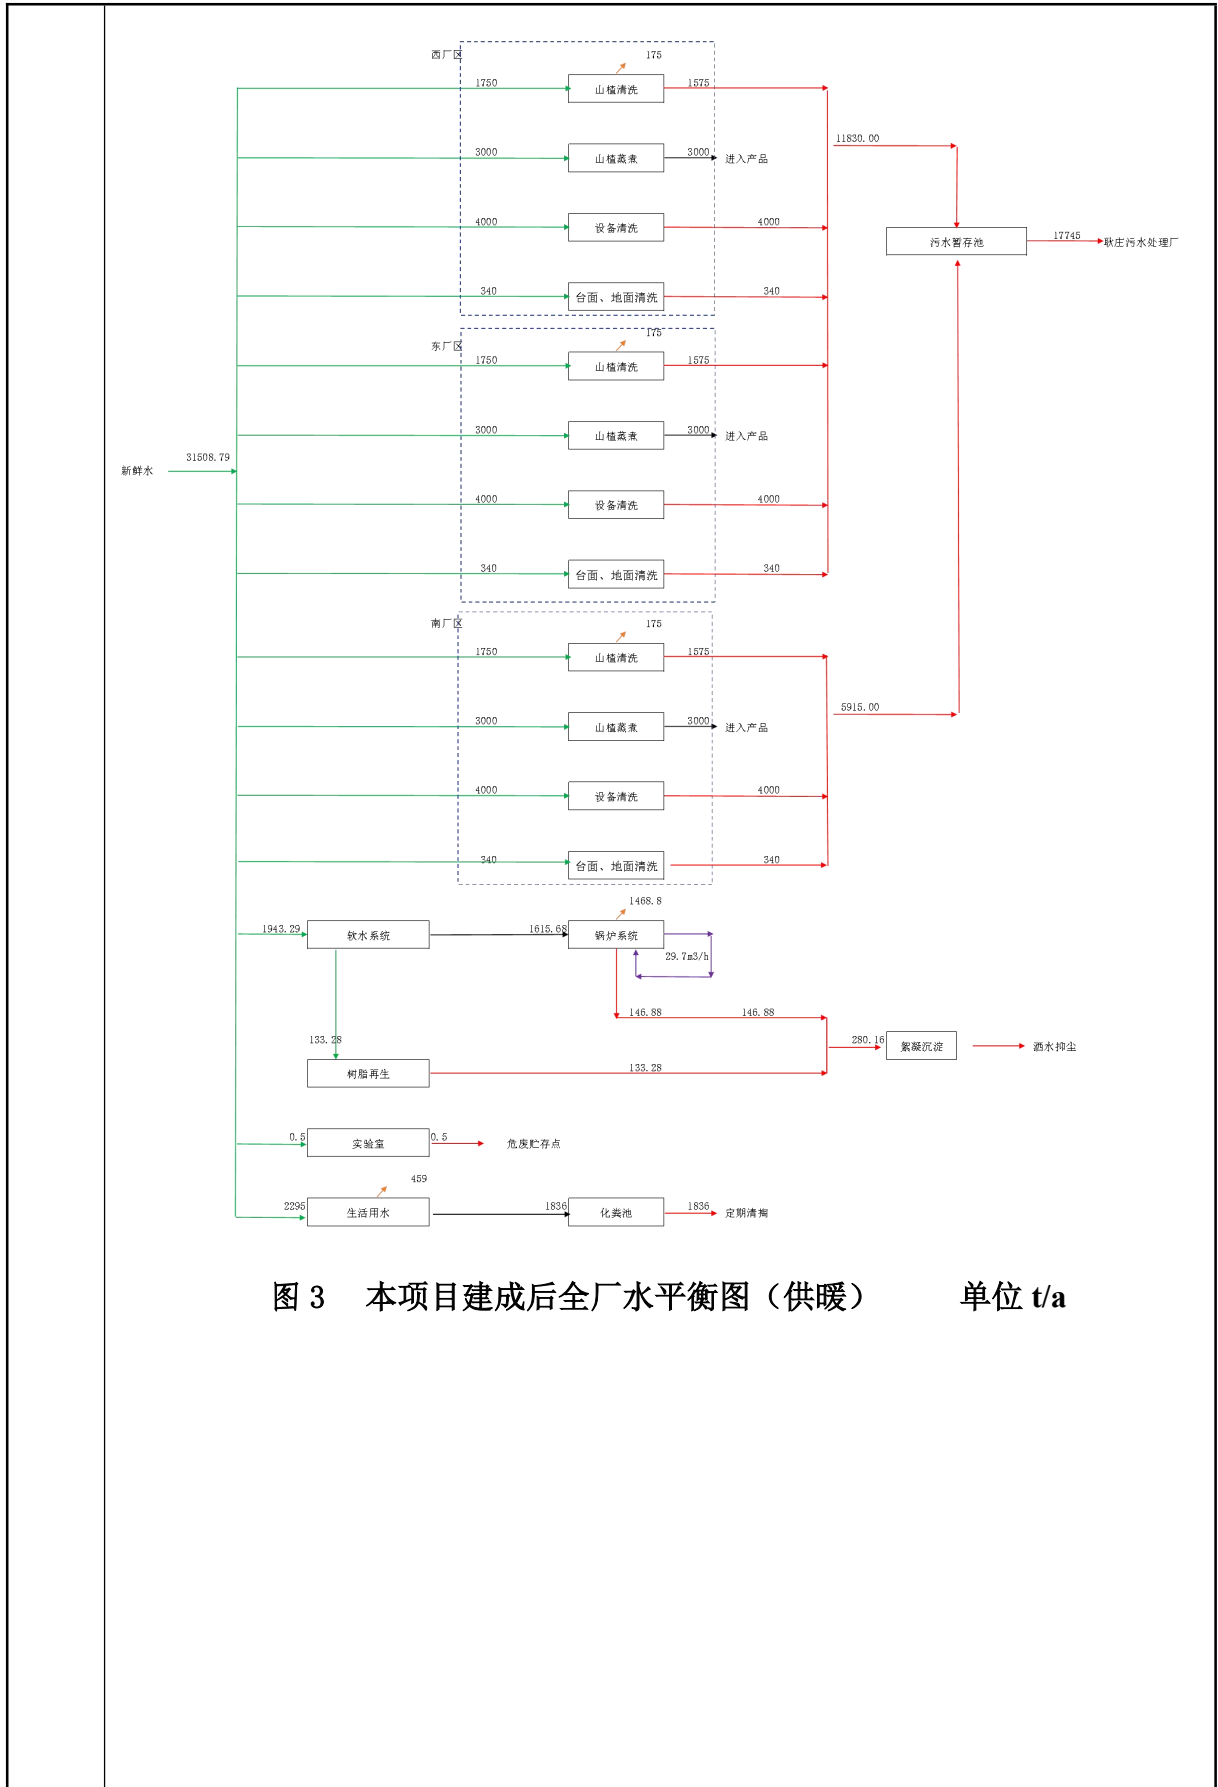 西厂区
175
1750
山楂清洗
1575
11830.00
3000
山楂蒸煮
3000
进入产品
4000
设备清洗
4000
污水暂存池
17745
耿庄污水处理厂
340
台面、地面清洗
340
东厂区
175
1750
山楂清洗
1575
3000
山楂蒸煮
3000
进入产品
新鲜水
31508.79
4000
设备清洗
4000
340
台面、地面清洗
340
南厂区
175
1750
山楂清洗
1575
5915.00
3000
山楂蒸煮
3000
进入产品
4000
设备清洗
4000
340
台面、地面清洗
340
1468.8
1943.29
软水系统
1615.68
锅炉系统
29.7m3/h
146.88
146.88
133.28
280.16
絮凝沉淀
洒水抑尘
树脂再生
133.28
0.5
实验室
0.5
危废贮存点
459
2295
生活用水
1836
化粪池
1836
定期清掏
图 3 本项目建成后全厂水平衡图（供暖） 单位 t/a